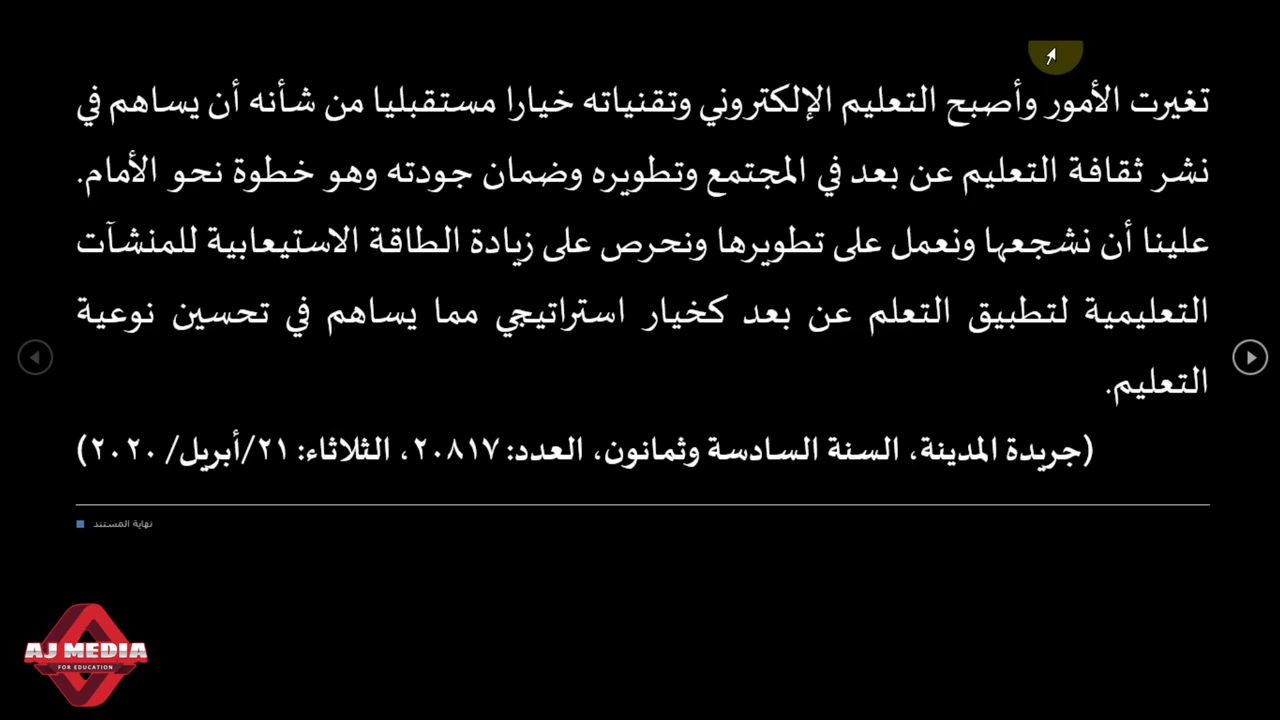 تغيرت الأمور وأصبح التعليم الإلكتروني وتقنياته خيارا مستقبليا من شأنه أن يساهم في
نشر ثقافة التعليم عن بعد في المجتمع وتطويره وضمان جودته وهو خطوة نحو الأمام.
علينا أن نشجعها ونعمل على تطويرها ونحرص على زيادة الطاقة الاستيعابية للمنشآت
التعليمية لتطبيق التعلم عن بعد كخيار استراتيجي مما يساهم في تحسين نوعية
التعليم.
(جريدة المدينة، السنة السادسة وثمانون، العدد: ٢٠٨١٧، الثلاثاء: ٢١/أبريل/ ٢٠٢٠)
نهاية المستند
AJ MEDIA
FOR EDUCATION